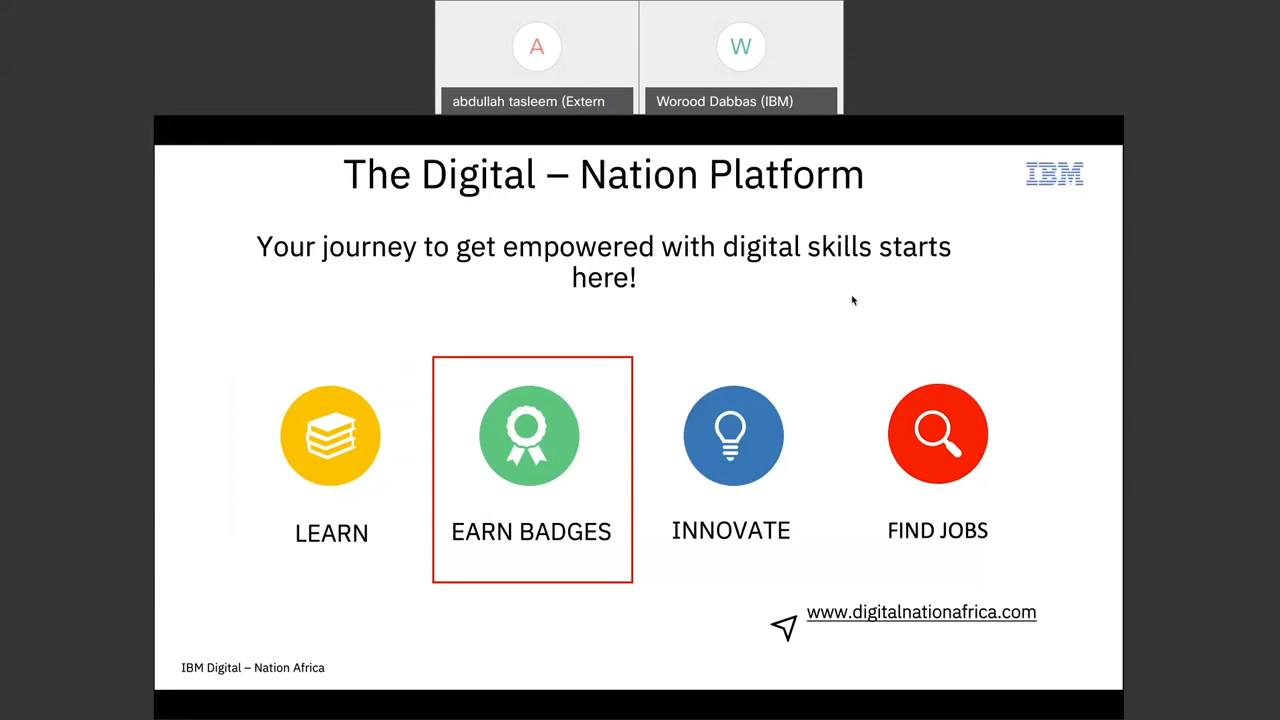 A
W
abdullah tasleem (Extern
Worood Dabbas (IBM)
The Digital – Nation Platform
IBM
Your journey to get empowered with digital skills starts
here!
LEARN
EARN BADGES
INNOVATE
FIND JOBS
www.digitalnationafrica.com
IBM Digital – Nation Africa